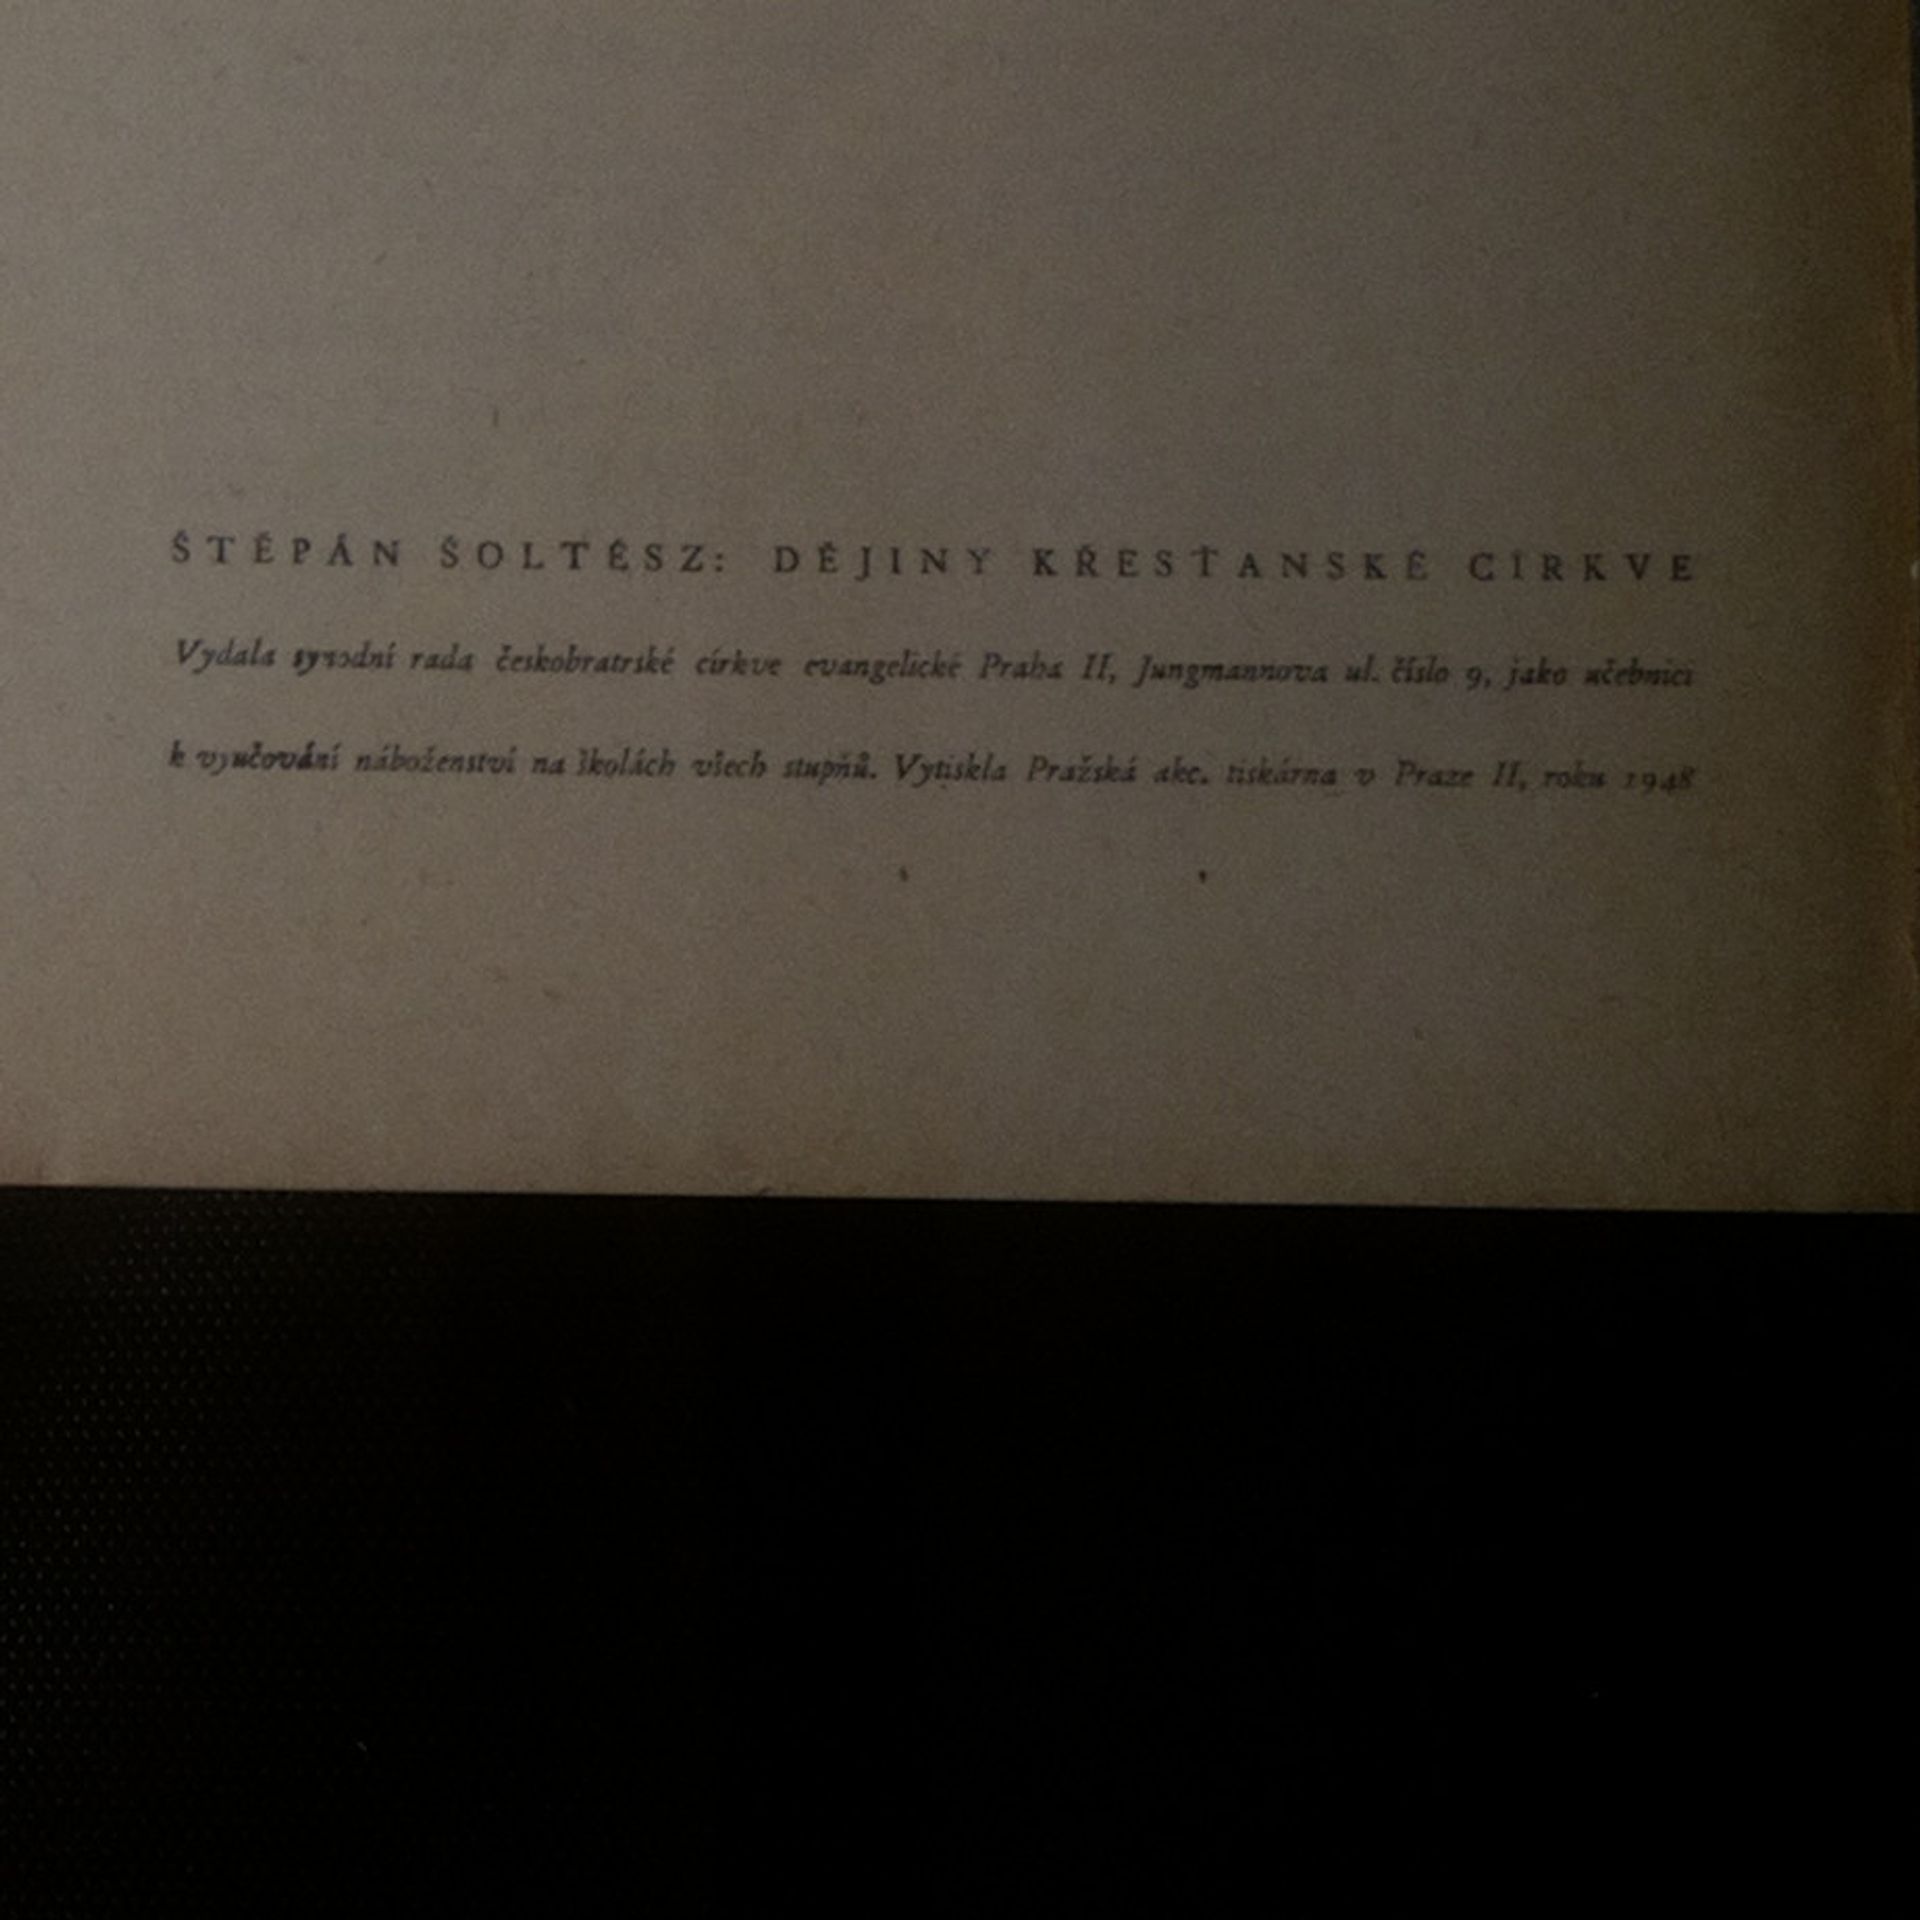 ŠTĚPÁN ŠOLTÉSZ: DĚJINY KŘESŤANSKÉ CÍRKVE
Vydala synodní rada českobratrské církve evangelické Praha II, Jungmannova ul. číslo 9, jako učebnici
k vyučování náboženství na školách všech stupňů. Vytiskla Pražská akc. tiskárna v Praze II, roku 1948